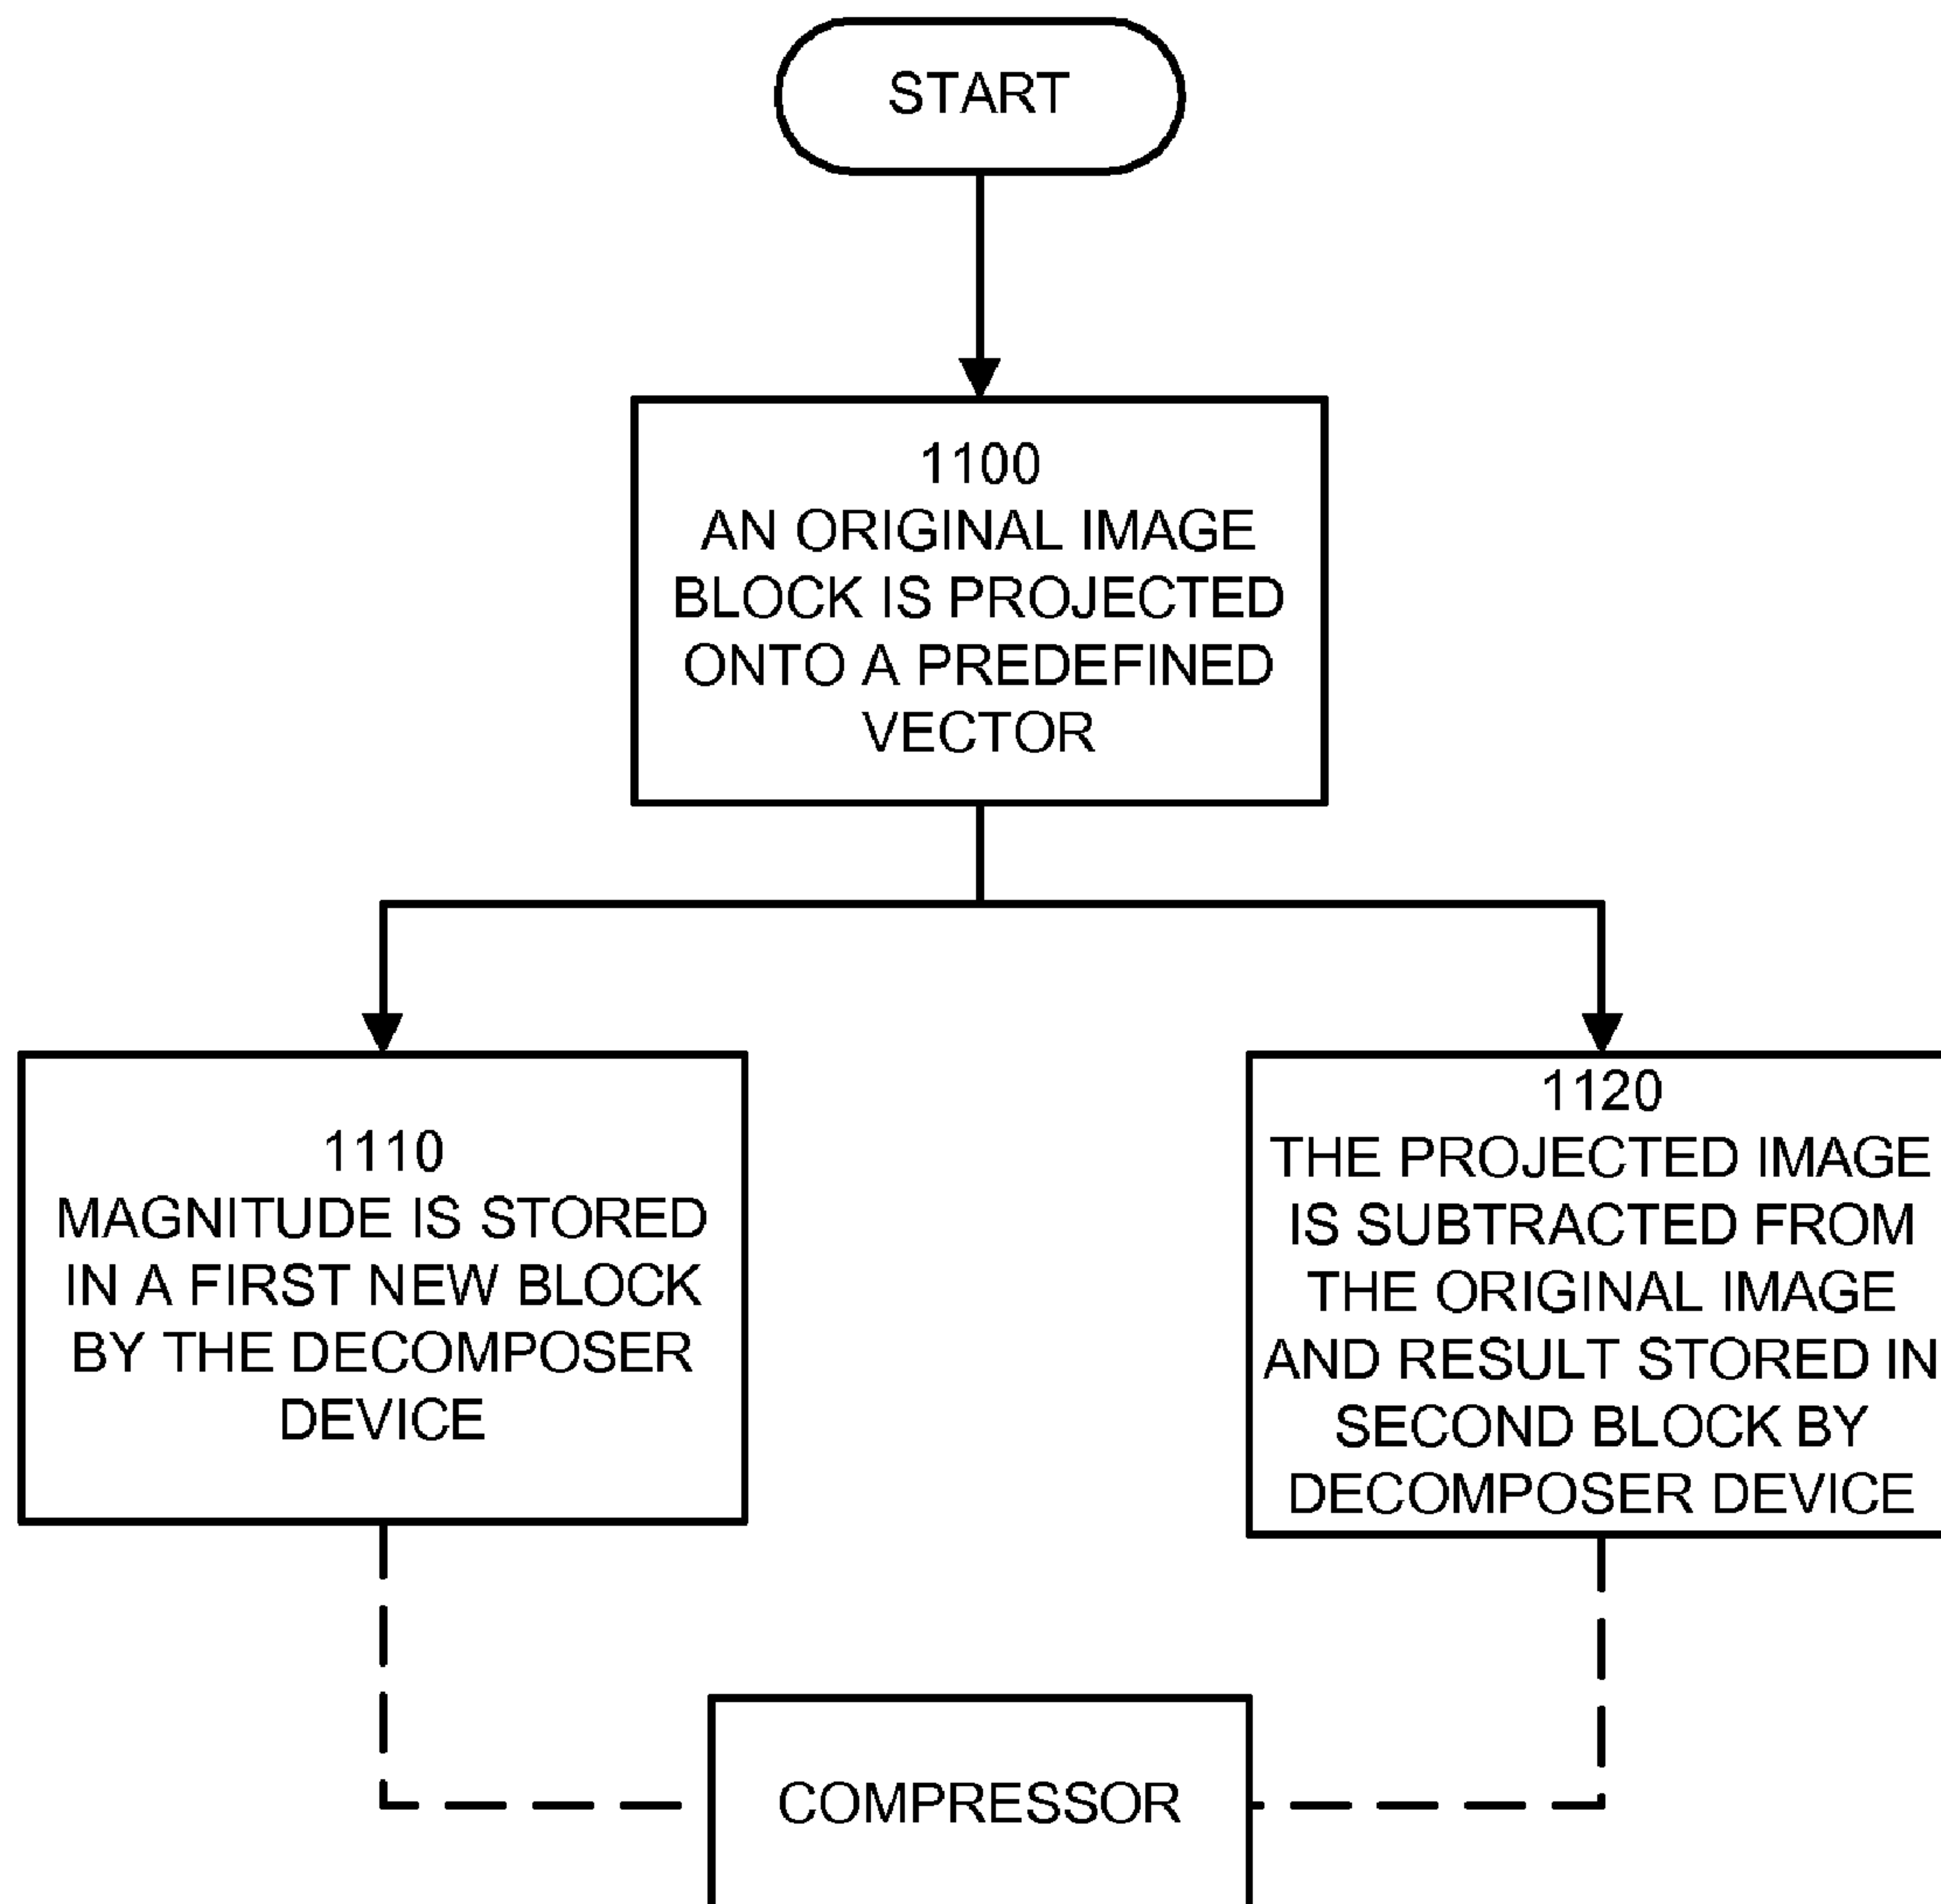 START
1100
AN ORIGINAL IMAGE
BLOCK IS PROJECTED
ONTO A PREDEFINED
VECTOR
1110
MAGNITUDE IS STORED
IN A FIRST NEW BLOCK
BY THE DECOMPOSER
DEVICE
1120
THE PROJECTED IMAGE
IS SUBTRACTED FROM
THE ORIGINAL IMAGE
AND RESULT STORED IN
SECOND BLOCK BY
DECOMPOSER DEVICE
COMPRESSOR